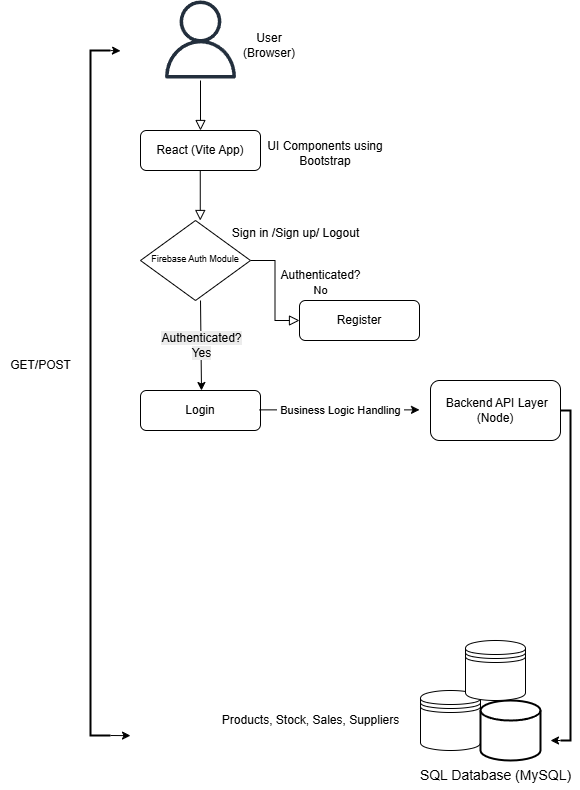 User
(Browser)
React (Vite App)
UI Components using
Bootstrap
Sign in /Sign up/ Logout
Firebase Auth Module
Authenticated?
No
Register
Authenticated?
Yes
GET/POST
Login
Business Logic Handling
Backend API Layer
(Node)
Products, Stock, Sales, Suppliers
SQL Database (MySQL)